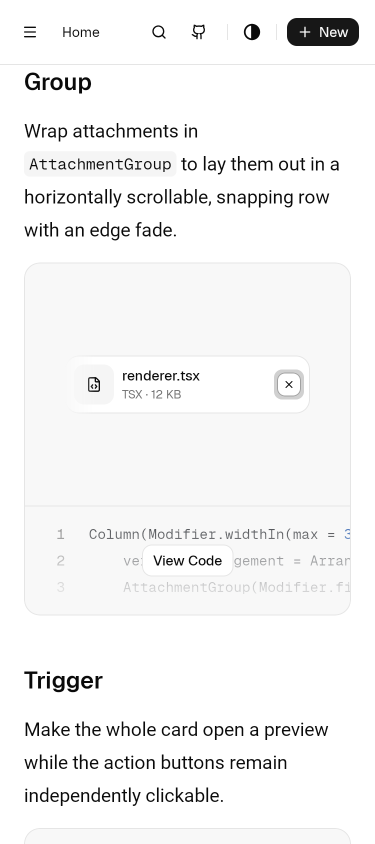 Home
New
Group
Wrap attachments in
AttachmentGroup to lay them out in a
horizontally scrollable, snapping row
with an edge fade.
renderer.tsx
TSX · 12 KB
1 Column(Modifier.widthIn(max = 3
2 ve
View Code
gement = Arran
3 AttachmentGroup(Modifier.fi
Trigger
Make the whole card open a preview
while the action buttons remain
independently clickable.